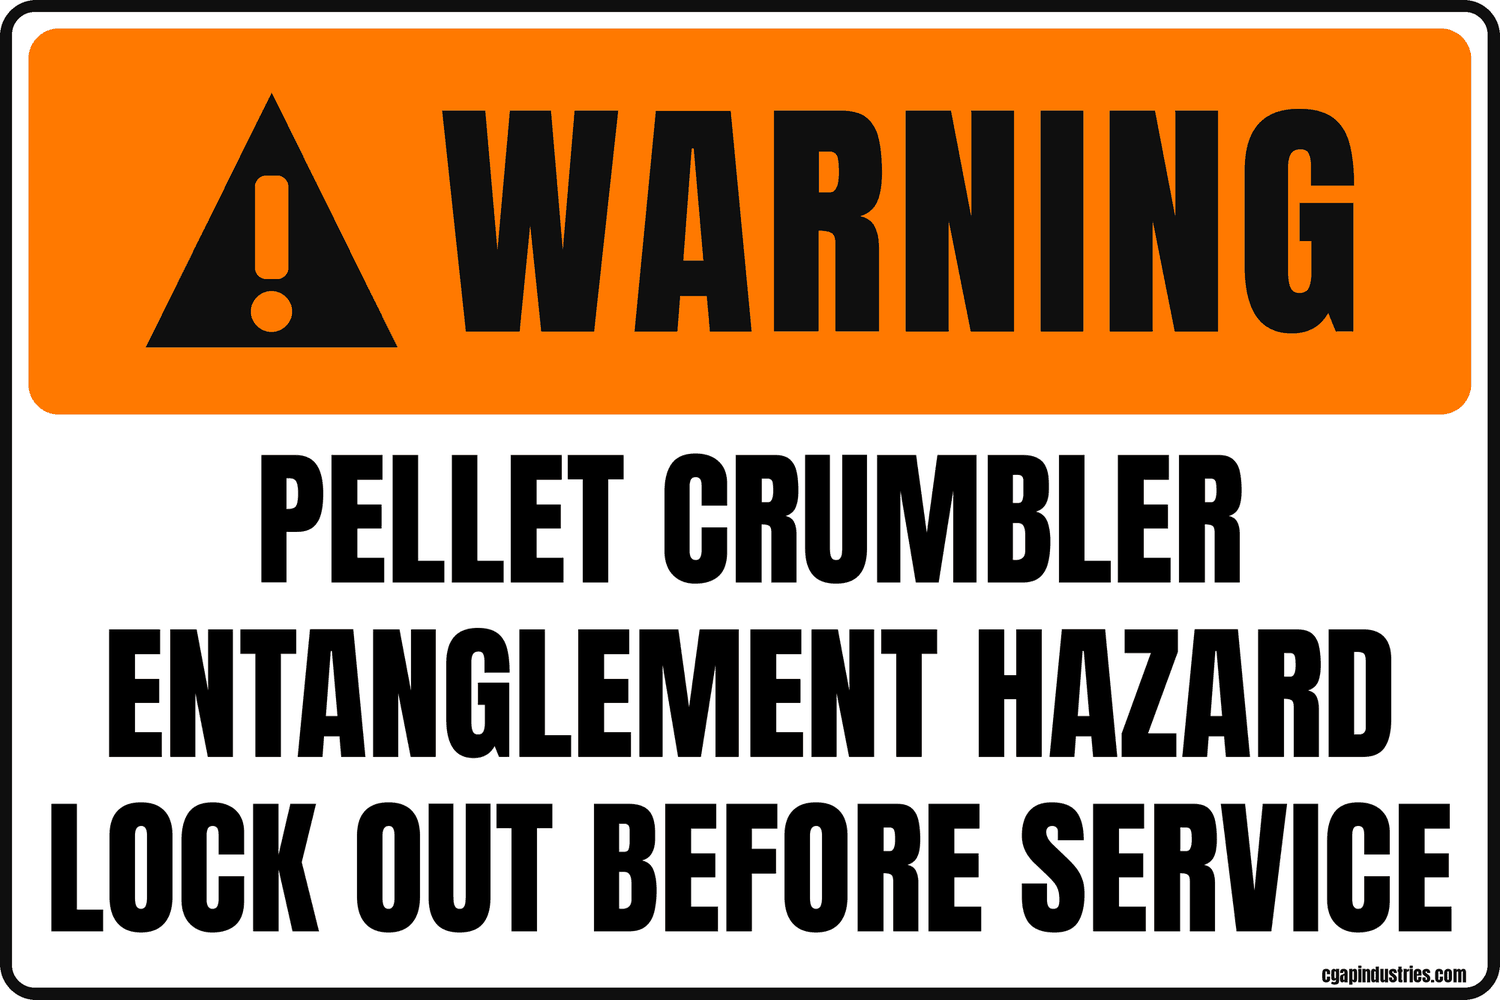 WARNING
PELLET CRUMBLER
ENTANGLEMENT HAZARD
LOCK OUT BEFORE SERVICE
cgapindustries.com